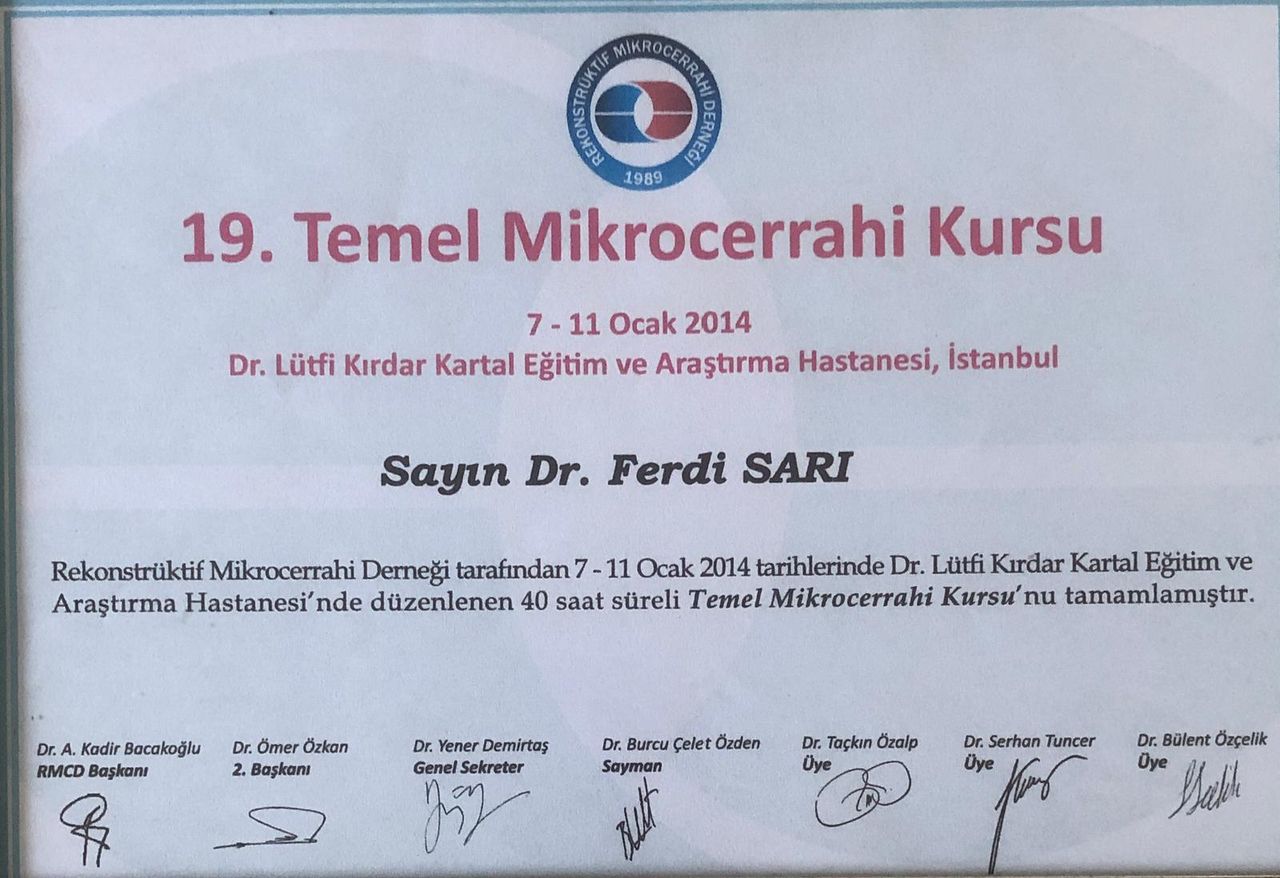 REKONSTRÜKTİF MİKROCERRAHİ DERNEĞİ
1989
19. Temel Mikrocerrahi Kursu
7 - 11 Ocak 2014
Dr. Lütfi Kırdar Kartal Eğitim ve Araştırma Hastanesi, İstanbul
Sayın Dr. Ferdi SARI
Rekonstrüktif Mikrocerrahi Derneği tarafından 7 - 11 Ocak 2014 tarihlerinde Dr. Lütfi Kırdar Kartal Eğitim ve
Araştırma Hastanesi’nde düzenlenen 40 saat süreli Temel Mikrocerrahi Kursu’nu tamamlamıştır.
Dr. A. Kadir Bacakoğlu
RMCD Başkanı
Dr. Ömer Özkan
2. Başkanı
Dr. Yener Demirtaş
Genel Sekreter
Dr. Burcu Çelet Özden
Sayman
Dr. Taçkın Özalp
Üye
Dr. Serhan Tuncer
Üye
Dr. Bülent Özçelik
Üye